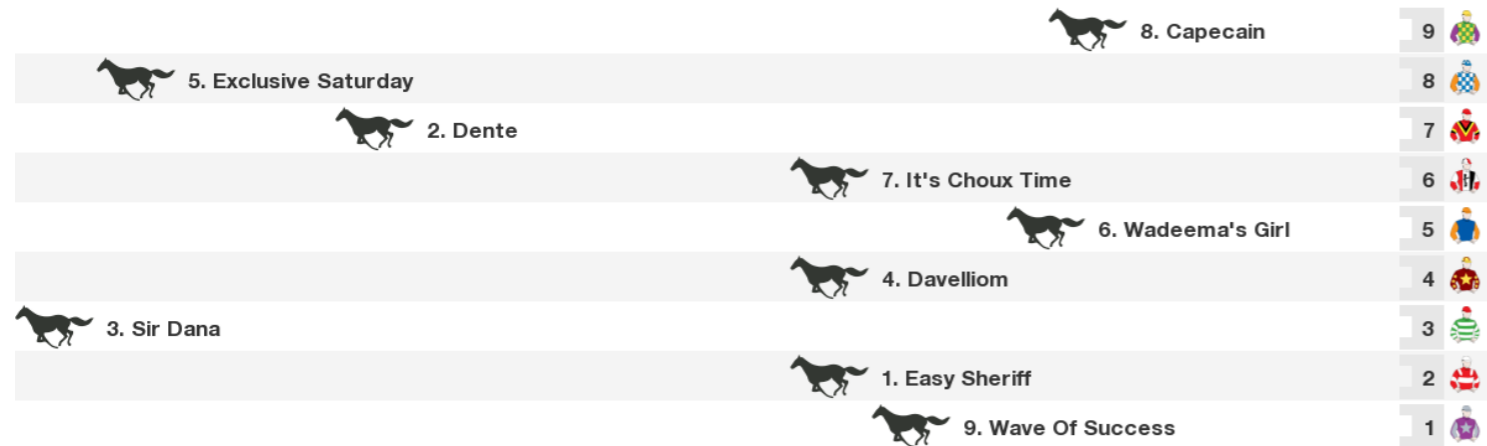 8. Capecain 9
5. Exclusive Saturday 8
2. Dente 7
7. It's Choux Time 6
6. Wadeema's Girl 5
4. Davelliom 4
3. Sir Dana 3
1. Easy Sheriff 2
9. Wave Of Success 1